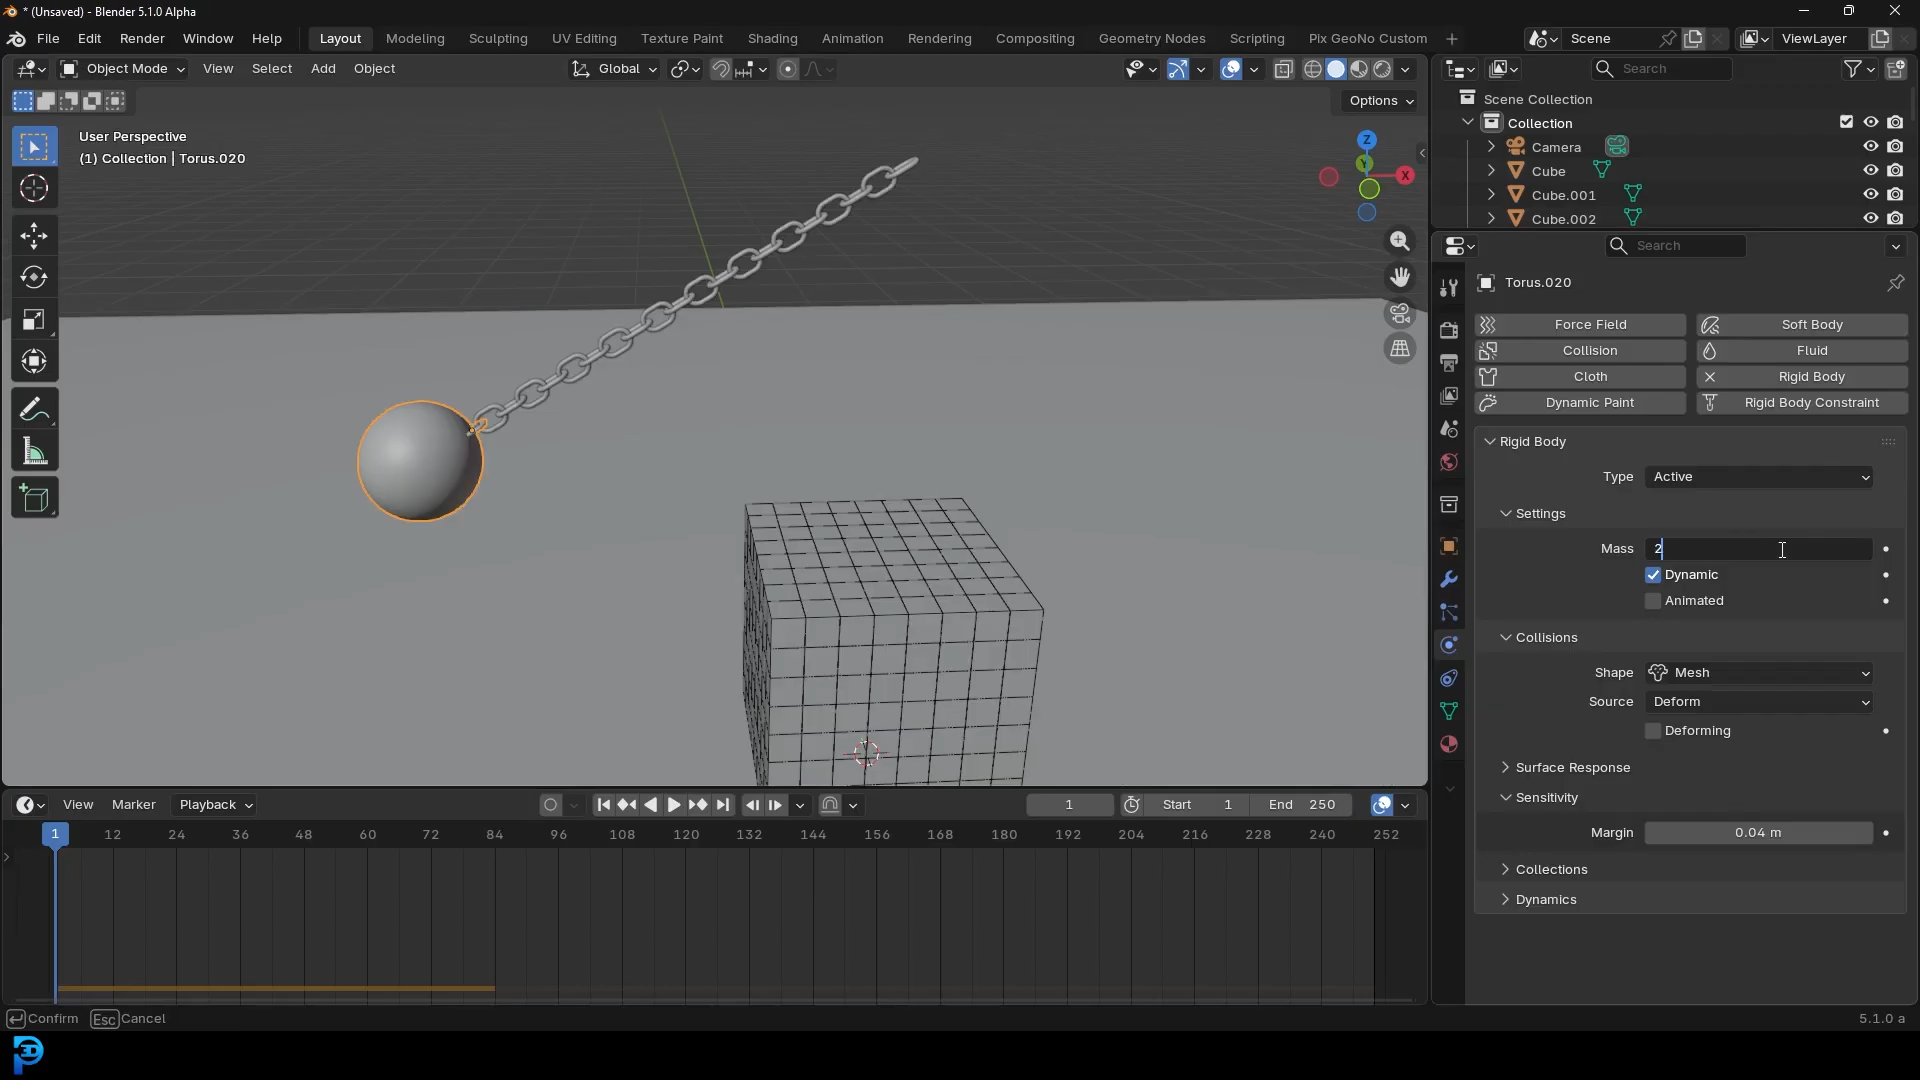 * (Unsaved) - Blender 5.1.0 Alpha
File Edit Render Window Help
Layout Modeling Sculpting UV Editing Texture Paint Shading Animation Rendering Compositing Geometry Nodes Scripting Pix GeoNo Custom
Scene
ViewLayer
Object Mode View Select Add Object
Global
Options
User Perspective
(1) Collection | Torus.020
Z
Y
X
Search
Scene Collection
Collection
Camera
Cube
Cube.001
Cube.002
Search
Torus.020
Force Field Soft Body
Collision Fluid
Cloth Rigid Body
Dynamic Paint Rigid Body Constraint
Rigid Body
Type Active
Settings
Mass 2
Dynamic
Animated
Collisions
Shape Mesh
Source Deform
Deforming
Surface Response
Sensitivity
Margin 0.04 m
Collections
Dynamics
View Marker Playback
1 Start 1 End 250
1 12 24 36 48 60 72 84 96 108 120 132 144 156 168 180 192 204 216 228 240 252
Confirm Esc Cancel
5.1.0 a